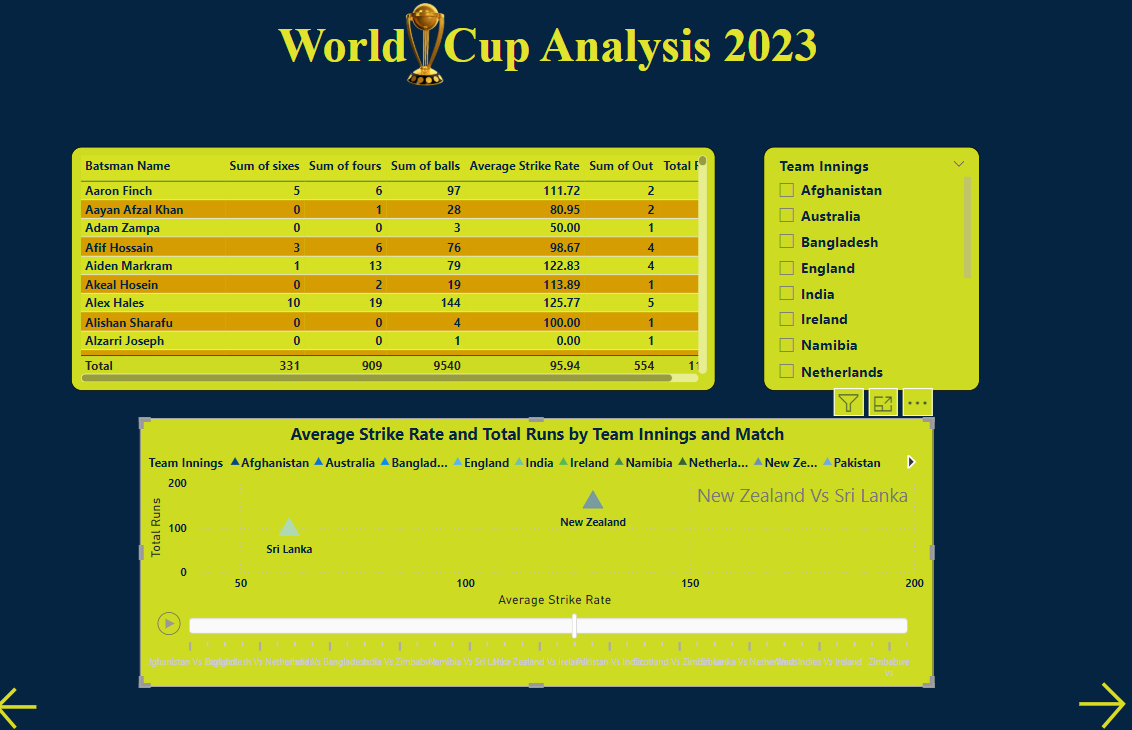 World Cup Analysis 2023
Batsman Name Sum of sixes Sum of fours Sum of balls Average Strike Rate Sum of Out Total
Aaron Finch 5 6 97 111.72 2
Aayan Afzal Khan 0 1 28 80.95 2
Adam Zampa 0 0 3 50.00 1
Afif Hossain 3 6 76 98.67 4
Aiden Markram 1 13 79 122.83 4
Akeal Hosein 0 2 19 113.89 1
Alex Hales 10 19 144 125.77 5
Alishan Sharafu 0 0 4 100.00 1
Alzarri Joseph 0 0 1 0.00 1
Total 331 909 9540 95.94 554
Team Innings
Afghanistan
Australia
Bangladesh
England
India
Ireland
Namibia
Netherlands
Average Strike Rate and Total Runs by Team Innings and Match
Team Innings Afghanistan Australia Banglad... England India Ireland Namibia Netherla... New Ze... Pakistan
New Zealand Vs Sri Lanka
Total Runs
200
100
0
New Zealand
Sri Lanka
50 100 150 200
Average Strike Rate